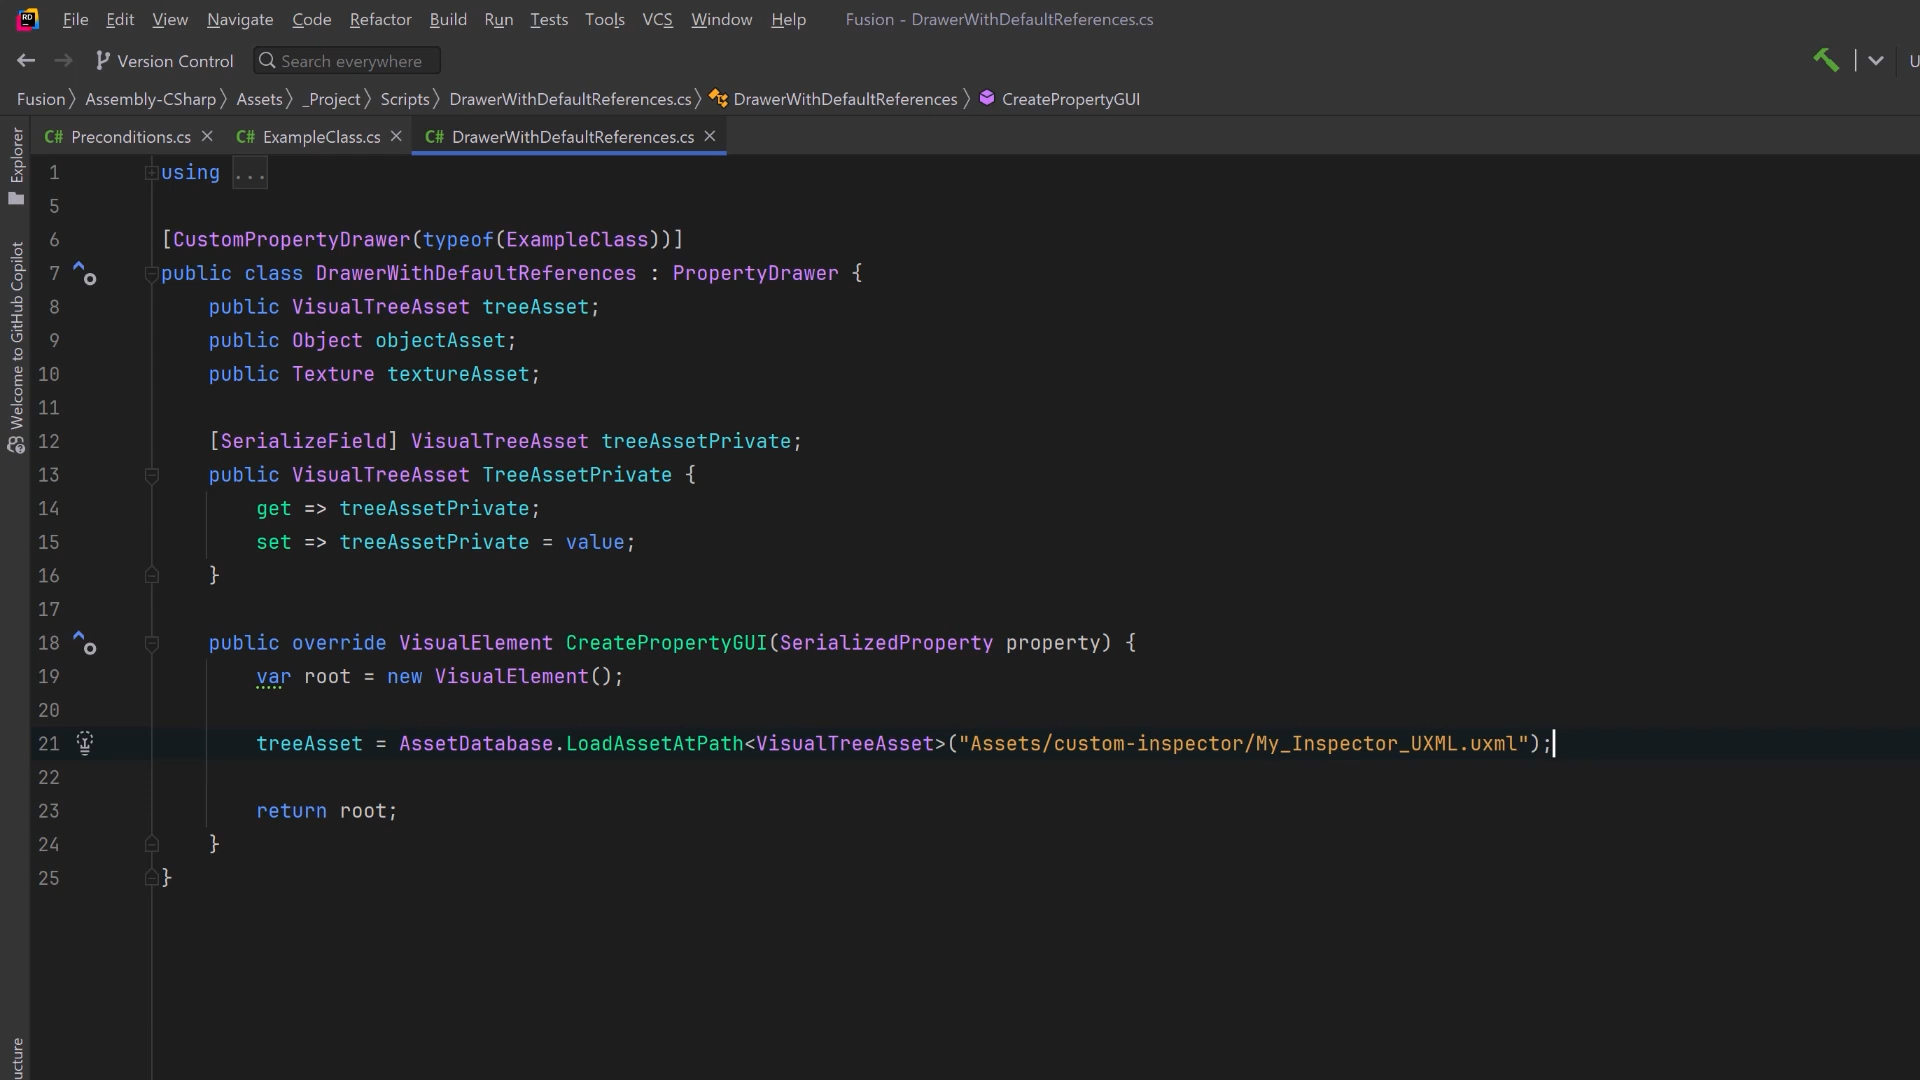 RD File Edit View Navigate Code Refactor Build Run Tests Tools VCS Window Help Fusion - DrawerWithDefaultReferences.cs
Version Control Search everywhere U
Fusion Assembly-CSharp Assets _Project Scripts DrawerWithDefaultReferences.cs DrawerWithDefaultReferences CreatePropertyGUI
C# Preconditions.cs C# ExampleClass.cs C# DrawerWithDefaultReferences.cs
Explorer
Welcome to GitHub Copilot
ucture
1 using ...
5
6 [CustomPropertyDrawer(typeof(ExampleClass))]
7 public class DrawerWithDefaultReferences : PropertyDrawer {
8 public VisualTreeAsset treeAsset;
9 public Object objectAsset;
10 public Texture textureAsset;
11
12 [SerializeField] VisualTreeAsset treeAssetPrivate;
13 public VisualTreeAsset TreeAssetPrivate {
14 get => treeAssetPrivate;
15 set => treeAssetPrivate = value;
16 }
17
18 public override VisualElement CreatePropertyGUI(SerializedProperty property) {
19 var root = new VisualElement();
20
21 treeAsset = AssetDatabase.LoadAssetAtPath<VisualTreeAsset>("Assets/custom-inspector/My_Inspector_UXML.uxml");
22
23 return root;
24 }
25 }